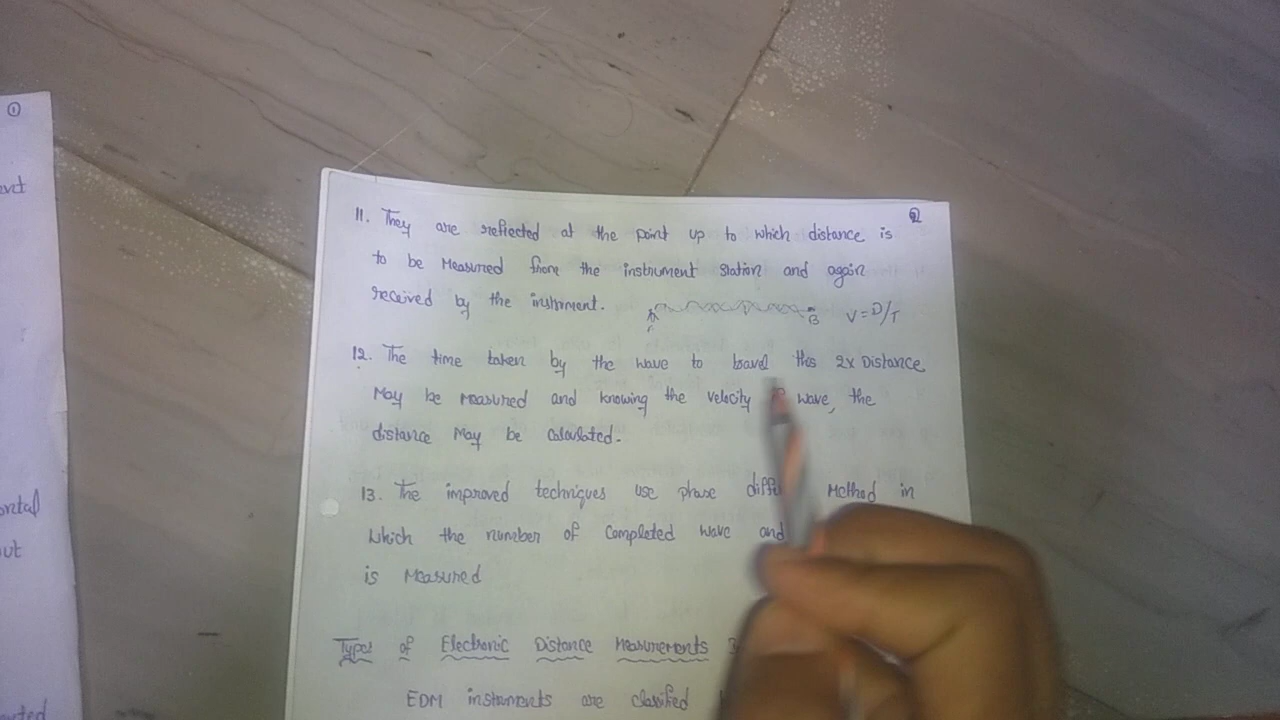 ①
②
11. They are reflected at the point up to which distance is
to be Measured from the instrument station and again
received by the instrument. A B V = D/T
12. The time taken by the wave to travel this 2x Distance
May be Measured and knowing the velocity wave, the
distance May be calculated.
13. The improved techniques use phase Method in
which the number of Completed wave and
is Measured
ontal
Types of Electronic Distance Measurements
EDM instruments are classified